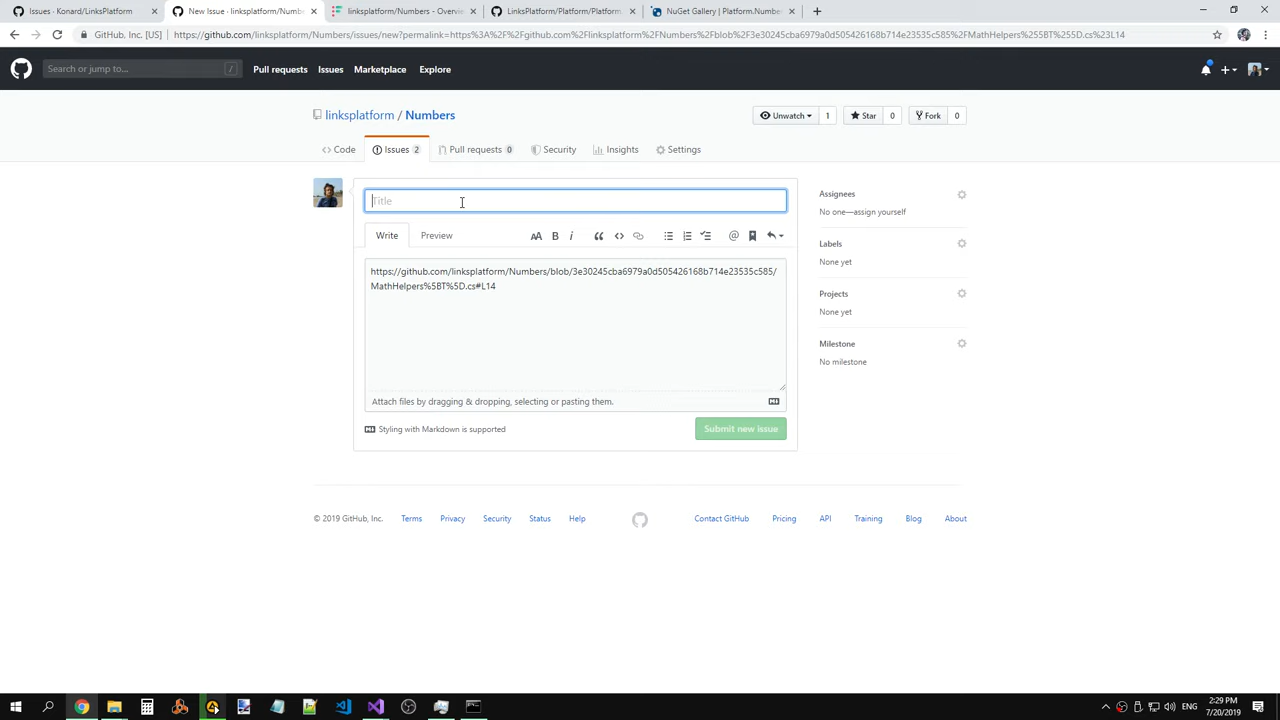 Issues · Konard/LinksPlatform
New Issue · linksplatform/Numbe
linksplatform/Numbers - Overvie
LinksPlatform/Platform/Platform.
NuGet Gallery | Platform.Number
GitHub, Inc. [US] | https://github.com/linksplatform/Numbers/issues/new?permalink=https%3A%2F%2Fgithub.com%2Flinksplatform%2FNumbers%2Fblob%2F3e30245cba6979a0d505426168b714e23535c585%2FMathHelpers%255BT%255D.cs%23L14
Search or jump to... /
Pull requests Issues Marketplace Explore
linksplatform / Numbers
Unwatch 1 Star 0 Fork 0
Code Issues 2 Pull requests 0 Security Insights Settings
Title
Write Preview
AA B i
https://github.com/linksplatform/Numbers/blob/3e30245cba6979a0d505426168b714e23535c585/
MathHelpers%5BT%5D.cs#L14
Attach files by dragging & dropping, selecting or pasting them.
Styling with Markdown is supported
Submit new issue
Assignees
No one—assign yourself
Labels
None yet
Projects
None yet
Milestone
No milestone
© 2019 GitHub, Inc. Terms Privacy Security Status Help Contact GitHub Pricing API Training Blog About
2:29 PM
7/20/2019